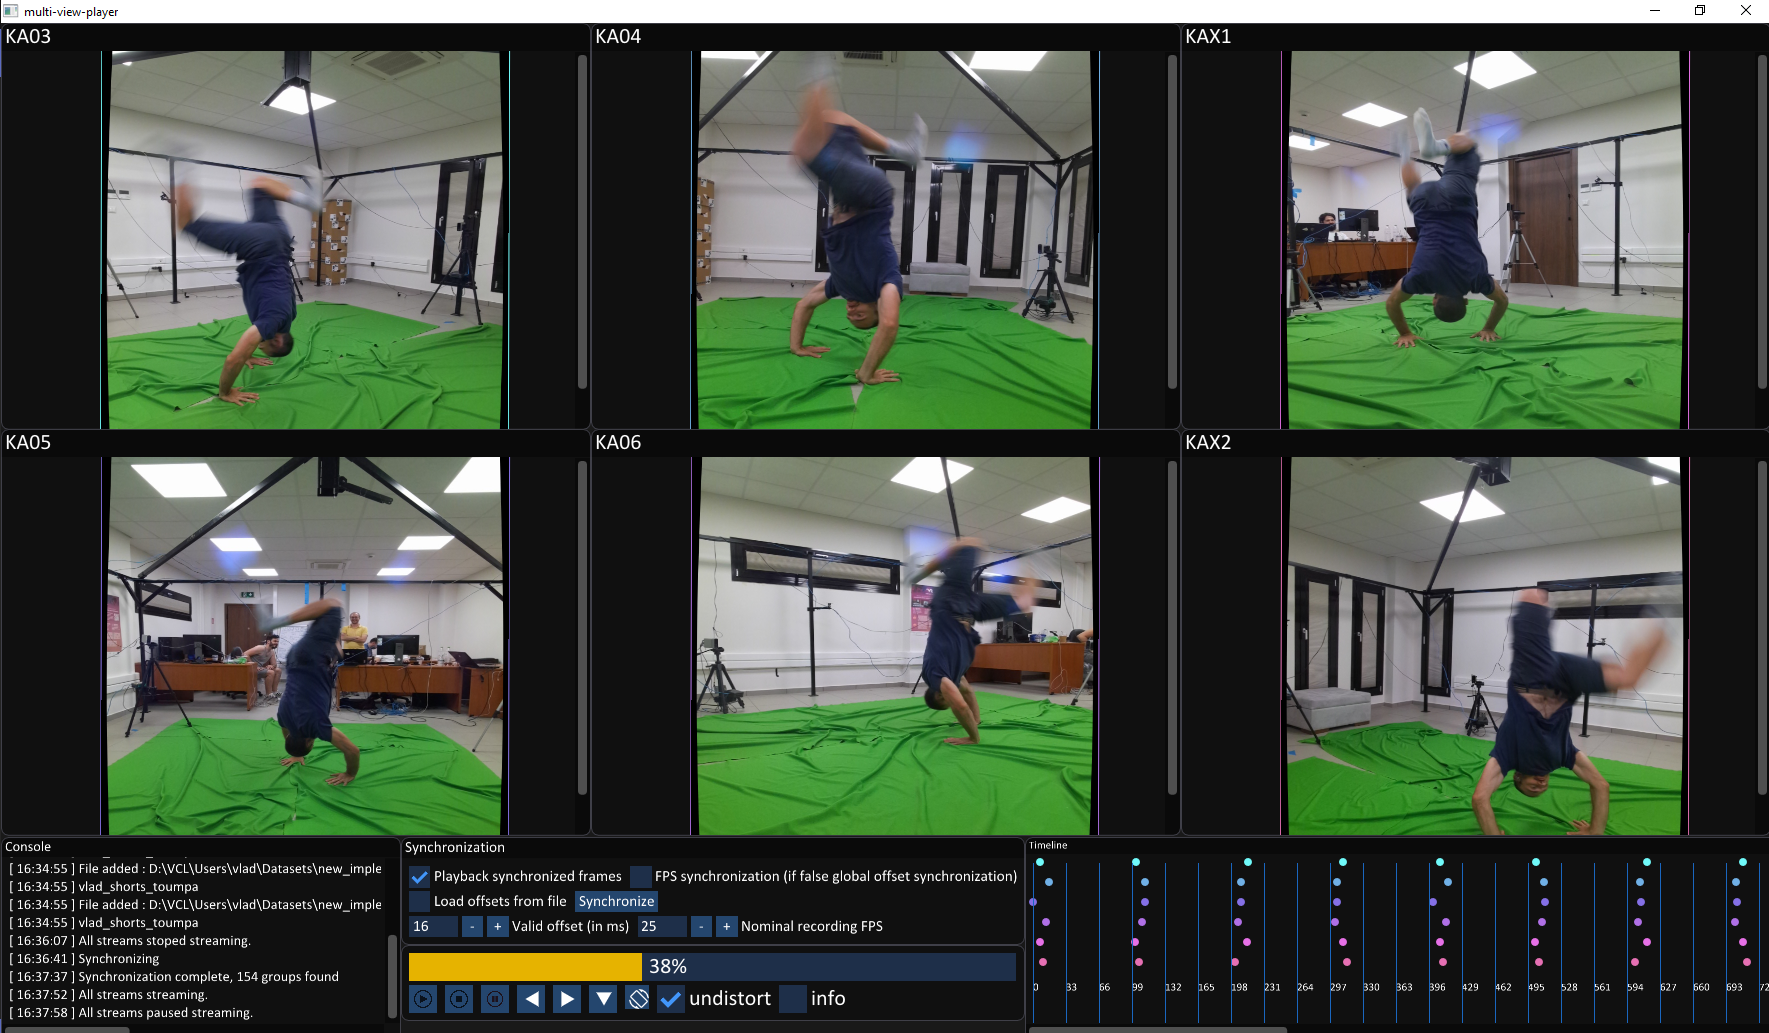 multi-view-player
KA03
KA04
KAX1
KA05
KA06
KAX2
Console
[ 16:34:55 ] File added : D:\VCL\Users\vlad\Datasets\new_imple
[ 16:34:55 ] vlad_shorts_toumpa
[ 16:34:55 ] File added : D:\VCL\Users\vlad\Datasets\new_imple
[ 16:34:55 ] vlad_shorts_toumpa
[ 16:36:07 ] All streams stoped streaming.
[ 16:36:41 ] Synchronizing
[ 16:37:37 ] Synchronization complete, 154 groups found
[ 16:37:52 ] All streams streaming.
[ 16:37:58 ] All streams paused streaming.
Synchronization
Playback synchronized frames FPS synchronization (if false global offset synchronization)
Load offsets from file Synchronize
16 - + Valid offset (in ms) 25 - + Nominal recording FPS
38%
undistort info
Timeline
0 33 66 99 132 165 198 231 264 297 330 363 396 429 462 495 528 561 594 627 660 693 72